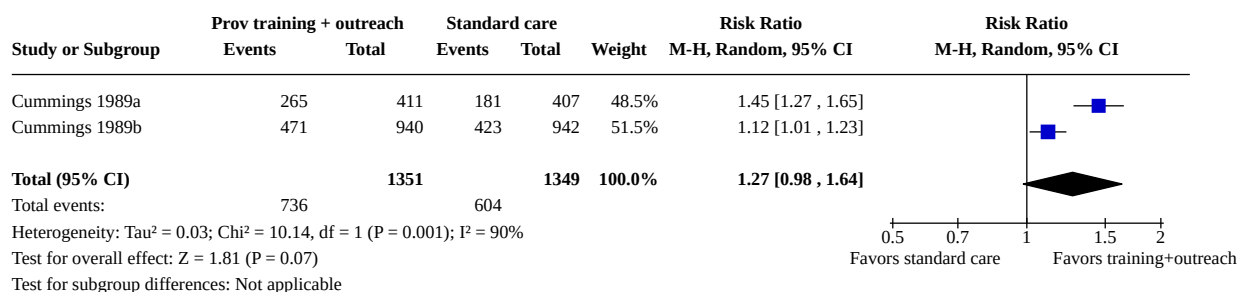 Prov training + outreach Standard care Risk Ratio Risk Ratio
Study or Subgroup Events Total Events Total Weight M-H, Random, 95% CI M-H, Random, 95% CI
Cummings 1989a 265 411 181 407 48.5% 1.45 [1.27 , 1.65]
Cummings 1989b 471 940 423 942 51.5% 1.12 [1.01 , 1.23]
Total (95% CI) 1351 1349 100.0% 1.27 [0.98 , 1.64]
Total events: 736 604
Heterogeneity: Tau² = 0.03; Chi² = 10.14, df = 1 (P = 0.001); I² = 90% 0.5 0.7 1 1.5 2
Test for overall effect: Z = 1.81 (P = 0.07) Favors standard care Favors training+outreach
Test for subgroup differences: Not applicable